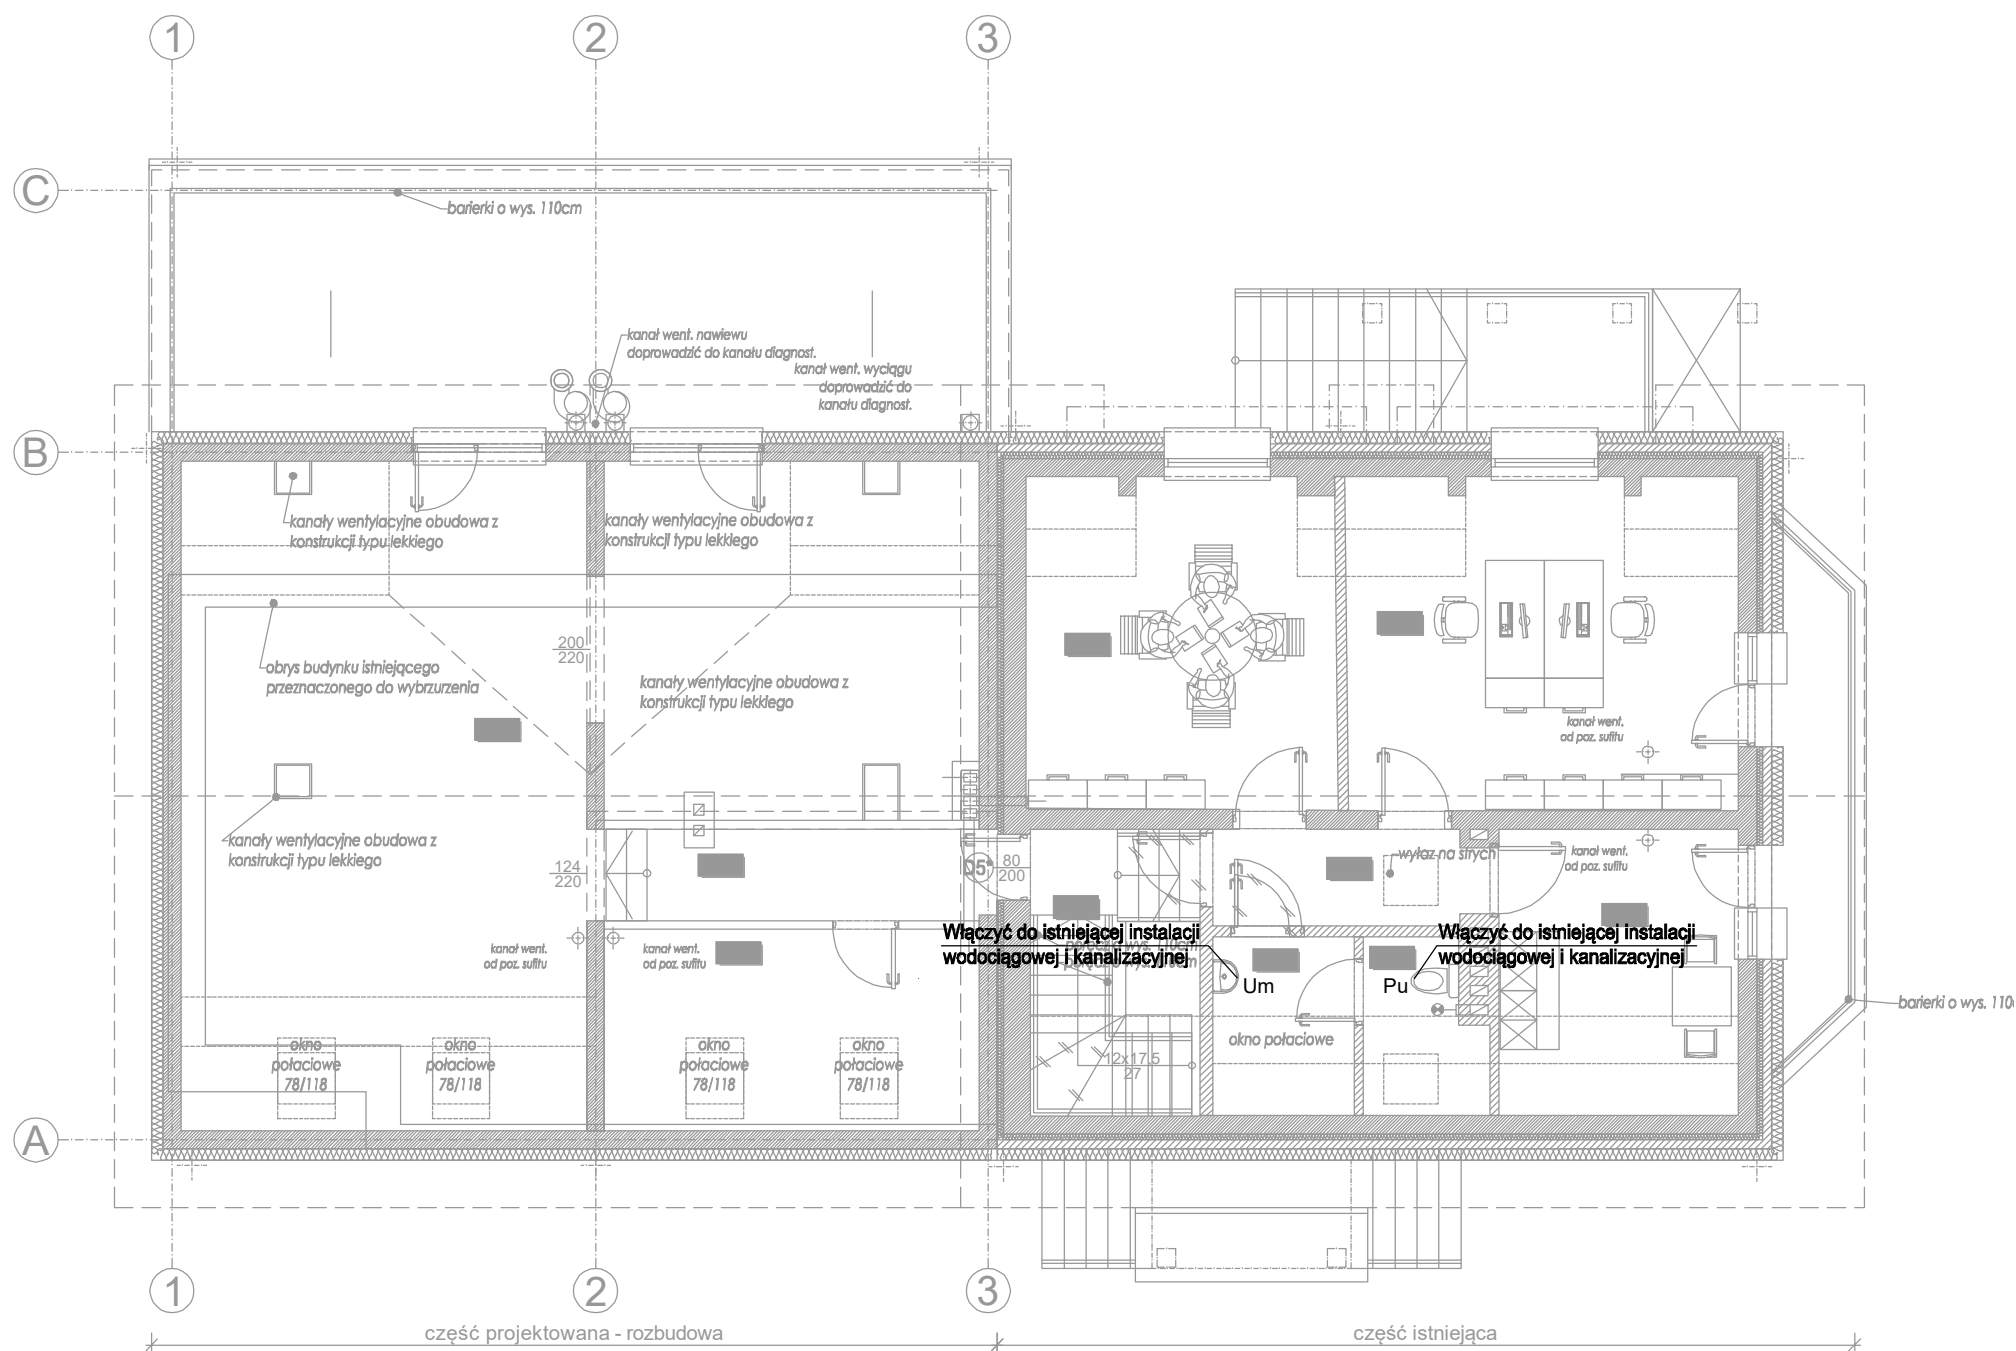 1
2
3
C
barierki o wys. 110cm
kanał went. nawiewu
doprowadzić do kanału diagnost.
kanał went. wyciągu
doprowadzić do
kanału diagnost.
B
kanały wentylacyjne obudowa z
konstrukcji typu lekkiego
kanały wentylacyjne obudowa z
konstrukcji typu lekkiego
200
220
obrys budynku istniejącego
przeznaczonego do wybrzurzenia
kanały wentylacyjne obudowa z
konstrukcji typu lekkiego
kanał went.
od poz. sufitu
kanały wentylacyjne obudowa z
konstrukcji typu lekkiego
124
220
D5*
80
200
wyłaz na strych
kanał went.
od poz. sufitu
kanał went.
od poz. sufitu
kanał went.
od poz. sufitu
Włączyć do istniejącej instalacji
wodociągowej i kanalizacyjnej
Włączyć do istniejącej instalacji
wodociągowej i kanalizacyjnej
Um
Pu
barierki o wys. 110
okno połaciowe
okno
połaciowe
78/118
okno
połaciowe
78/118
okno
połaciowe
78/118
okno
połaciowe
78/118
12x17,5
27
A
1
2
3
część projektowana - rozbudowa
część istniejąca